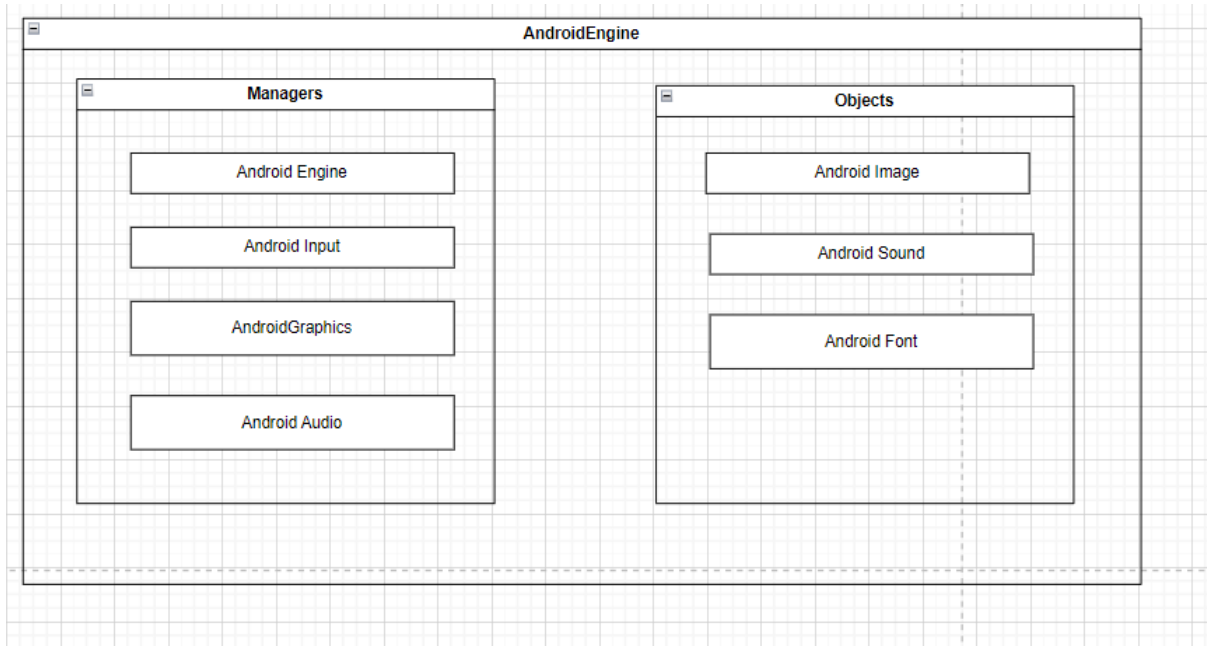 AndroidEngine
Managers
Android Engine
Android Input
AndroidGraphics
Android Audio
Objects
Android Image
Android Sound
Android Font